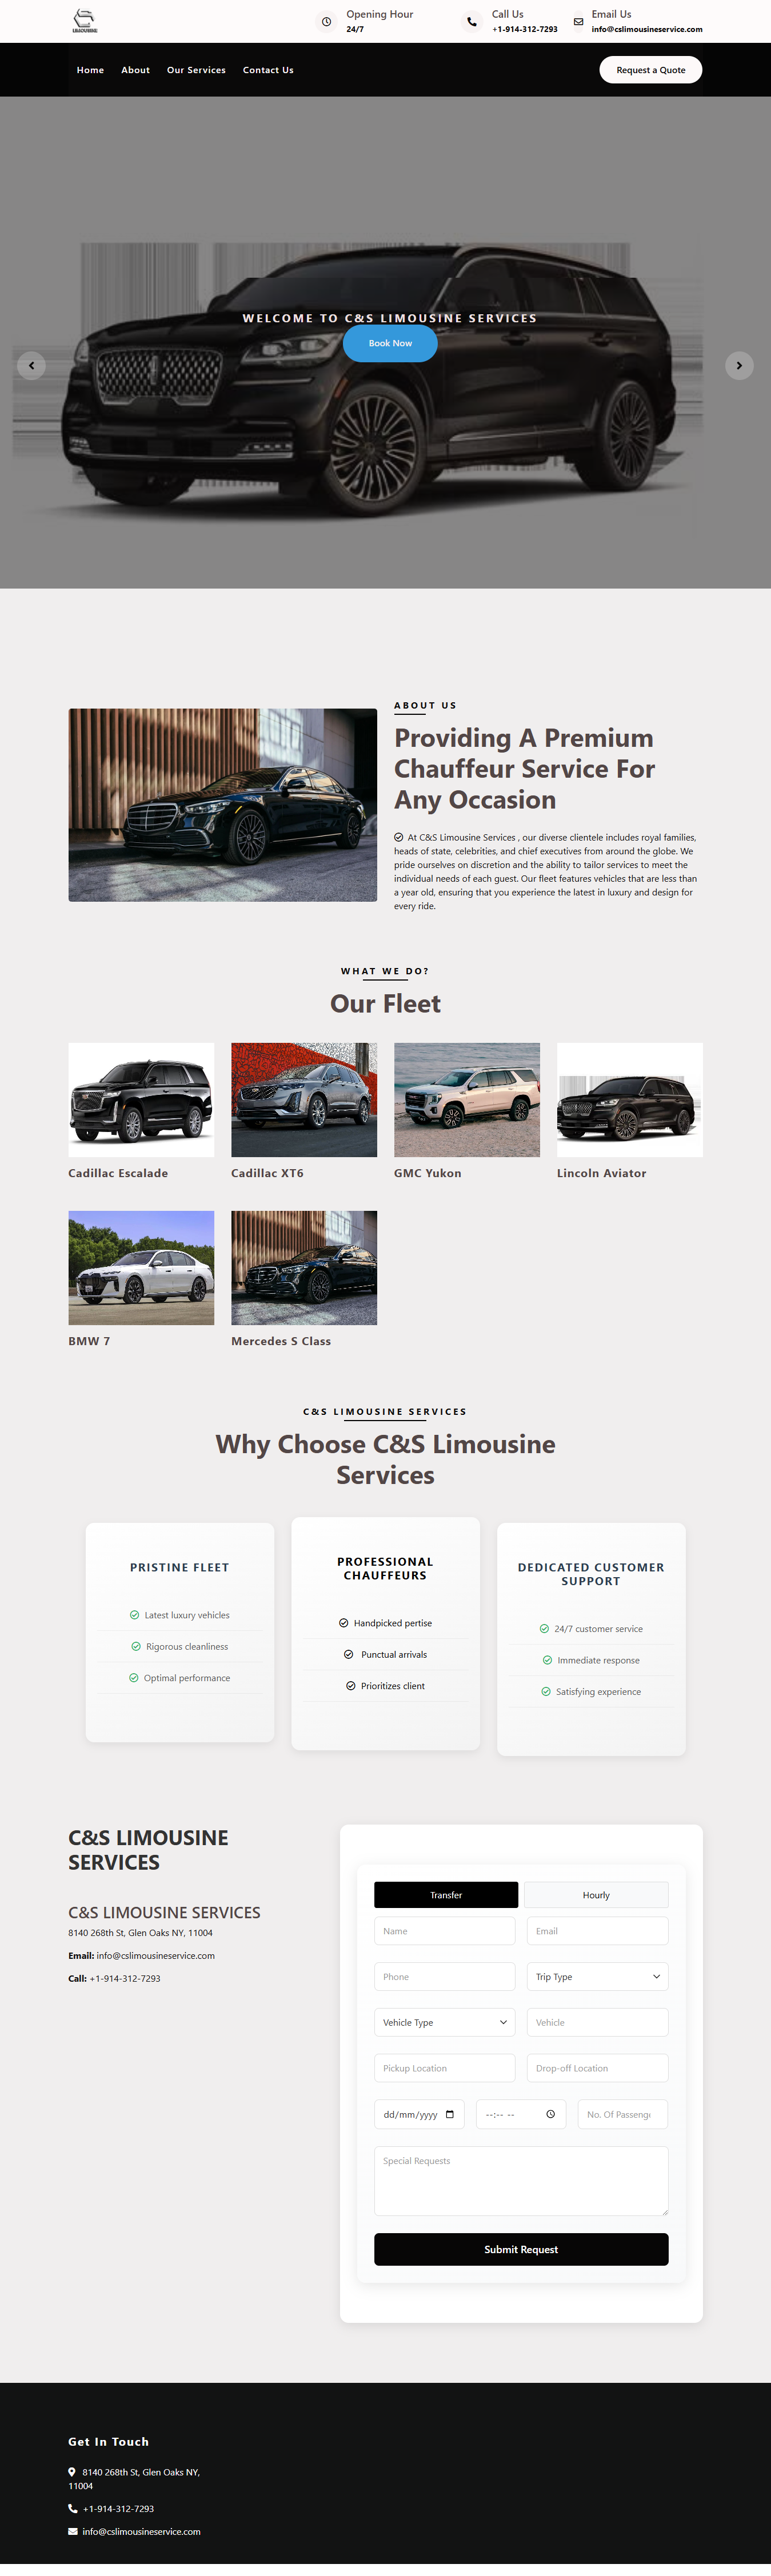 LIMOUSINE
Opening Hour
24/7
Call Us
+1-914-312-7293
Email Us
info@cslimousineservice.com
Home
About
Our Services
Contact Us
Request a Quote
WELCOME TO C&S LIMOUSINE SERVICES
Book Now
ABOUT US
Providing A Premium
Chauffeur Service For
Any Occasion
At C&S Limousine Services , our diverse clientele includes royal families,
heads of state, celebrities, and chief executives from around the globe. We
pride ourselves on discretion and the ability to tailor services to meet the
individual needs of each guest. Our fleet features vehicles that are less than
a year old, ensuring that you experience the latest in luxury and design for
every ride.
WHAT WE DO?
Our Fleet
Cadillac Escalade
Cadillac XT6
GMC Yukon
Lincoln Aviator
BMW 7
Mercedes S Class
C&S LIMOUSINE SERVICES
Why Choose C&S Limousine
Services
PRISTINE FLEET
Latest luxury vehicles
Rigorous cleanliness
Optimal performance
PROFESSIONAL
CHAUFFEURS
Handpicked pertise
Punctual arrivals
Prioritizes client
DEDICATED CUSTOMER
SUPPORT
24/7 customer service
Immediate response
Satisfying experience
C&S LIMOUSINE
SERVICES
C&S LIMOUSINE SERVICES
8140 268th St, Glen Oaks NY, 11004
Email: info@cslimousineservice.com
Call: +1-914-312-7293
Transfer
Hourly
Name
Email
Phone
Trip Type
Vehicle Type
Vehicle
Pickup Location
Drop-off Location
dd/mm/yyyy
--:-- --
No. Of Passenge
Special Requests
Submit Request
Get In Touch
8140 268th St, Glen Oaks NY,
11004
+1-914-312-7293
info@cslimousineservice.com